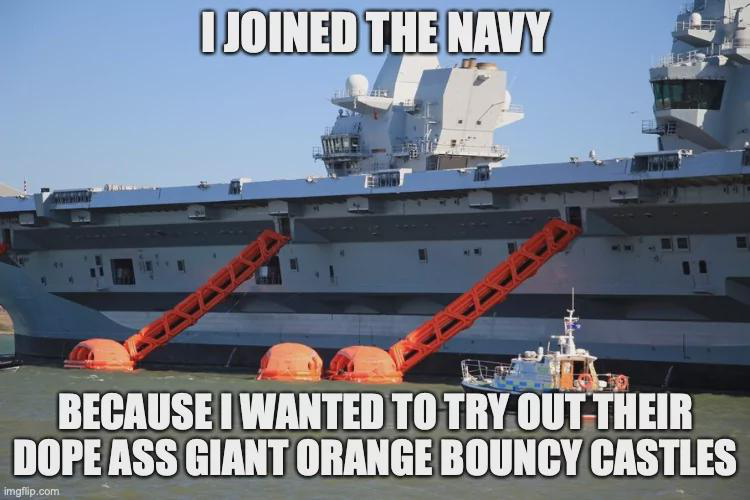 I JOINED THE NAVY
BECAUSE I WANTED TO TRY OUT THEIR
DOPE ASS GIANT ORANGE BOUNCY CASTLES
imgflip.com